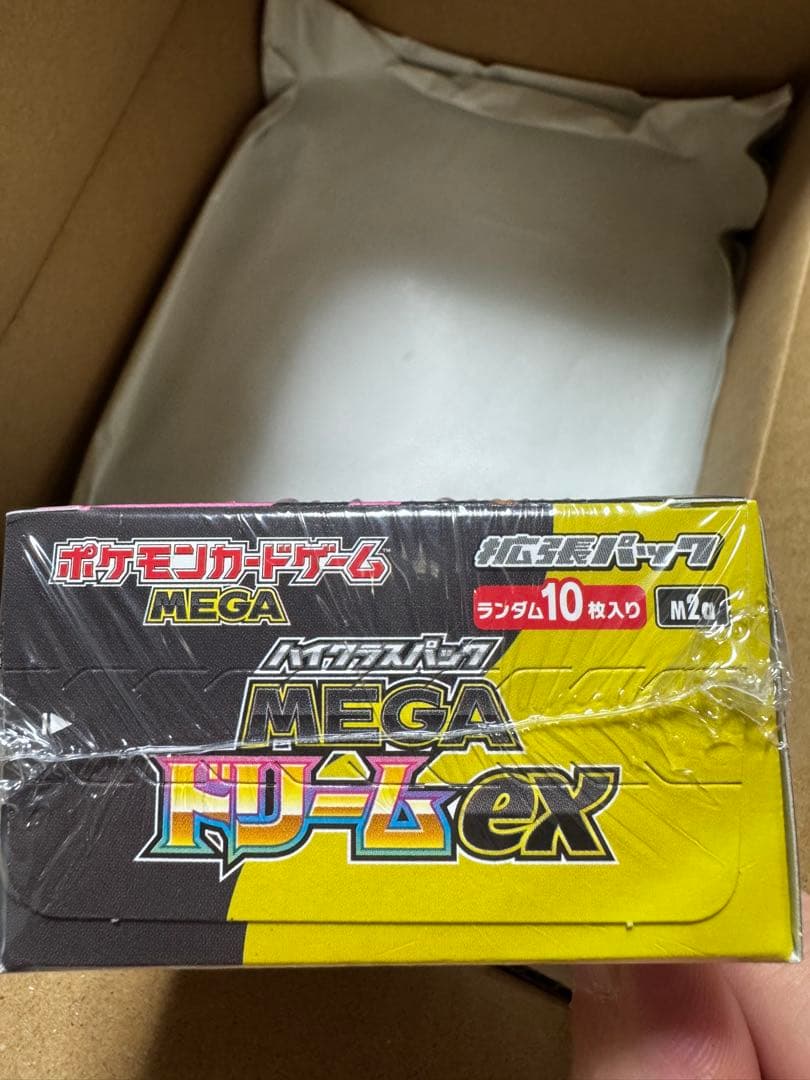 ポケモンカードゲーム™
MEGA
拡張パック
ランダム10枚入り
M2a
ハイクラスパック
MEGA
ドリームex